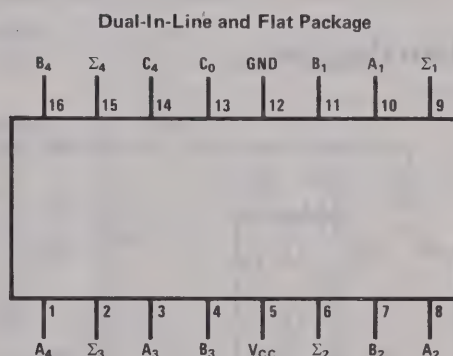 Dual-In-Line and Flat Package
B4 Σ4 C4 C0 GND B1 A1 Σ1
16 15 14 13 12 11 10 9
1 2 3 4 5 6 7 8
A4 Σ3 A3 B3 VCC Σ2 B2 A2